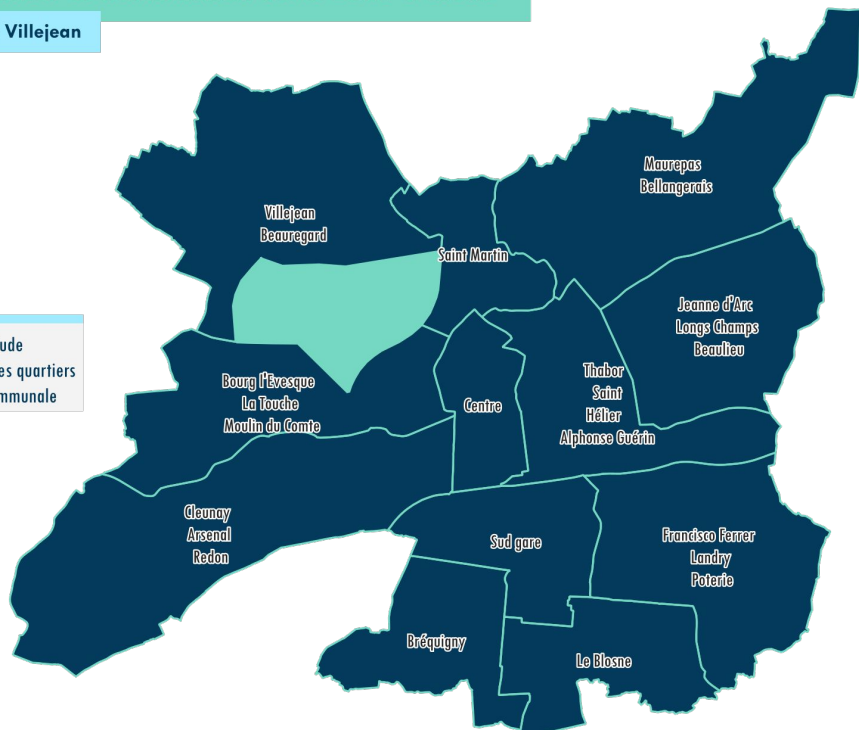 Villejean
Maurepas
Bellangerais
Villejean
Beauregard
Saint Martin
Jeanne d'Arc
Longs Champs
Beaulieu
ude
es quartiers
mmunale
Bourg l'Evesque
La Touche
Moulin du Comte
Centre
Thabor
Saint
Hélier
Alphonse Guérin
Cleunay
Arsenal
Redon
Sud gare
Francisco Ferrer
Landry
Poterie
Bréquigny
Le Blosne